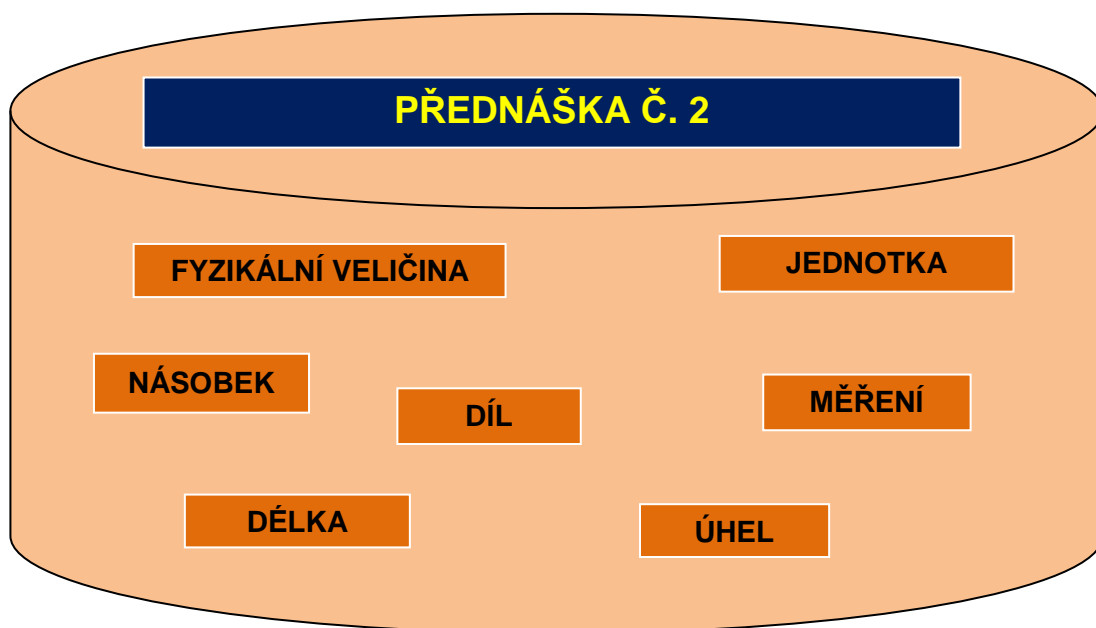 PŘEDNÁŠKA Č. 2
FYZIKÁLNÍ VELIČINA
JEDNOTKA
NÁSOBEK
DÍL
MĚŘENÍ
DÉLKA
ÚHEL